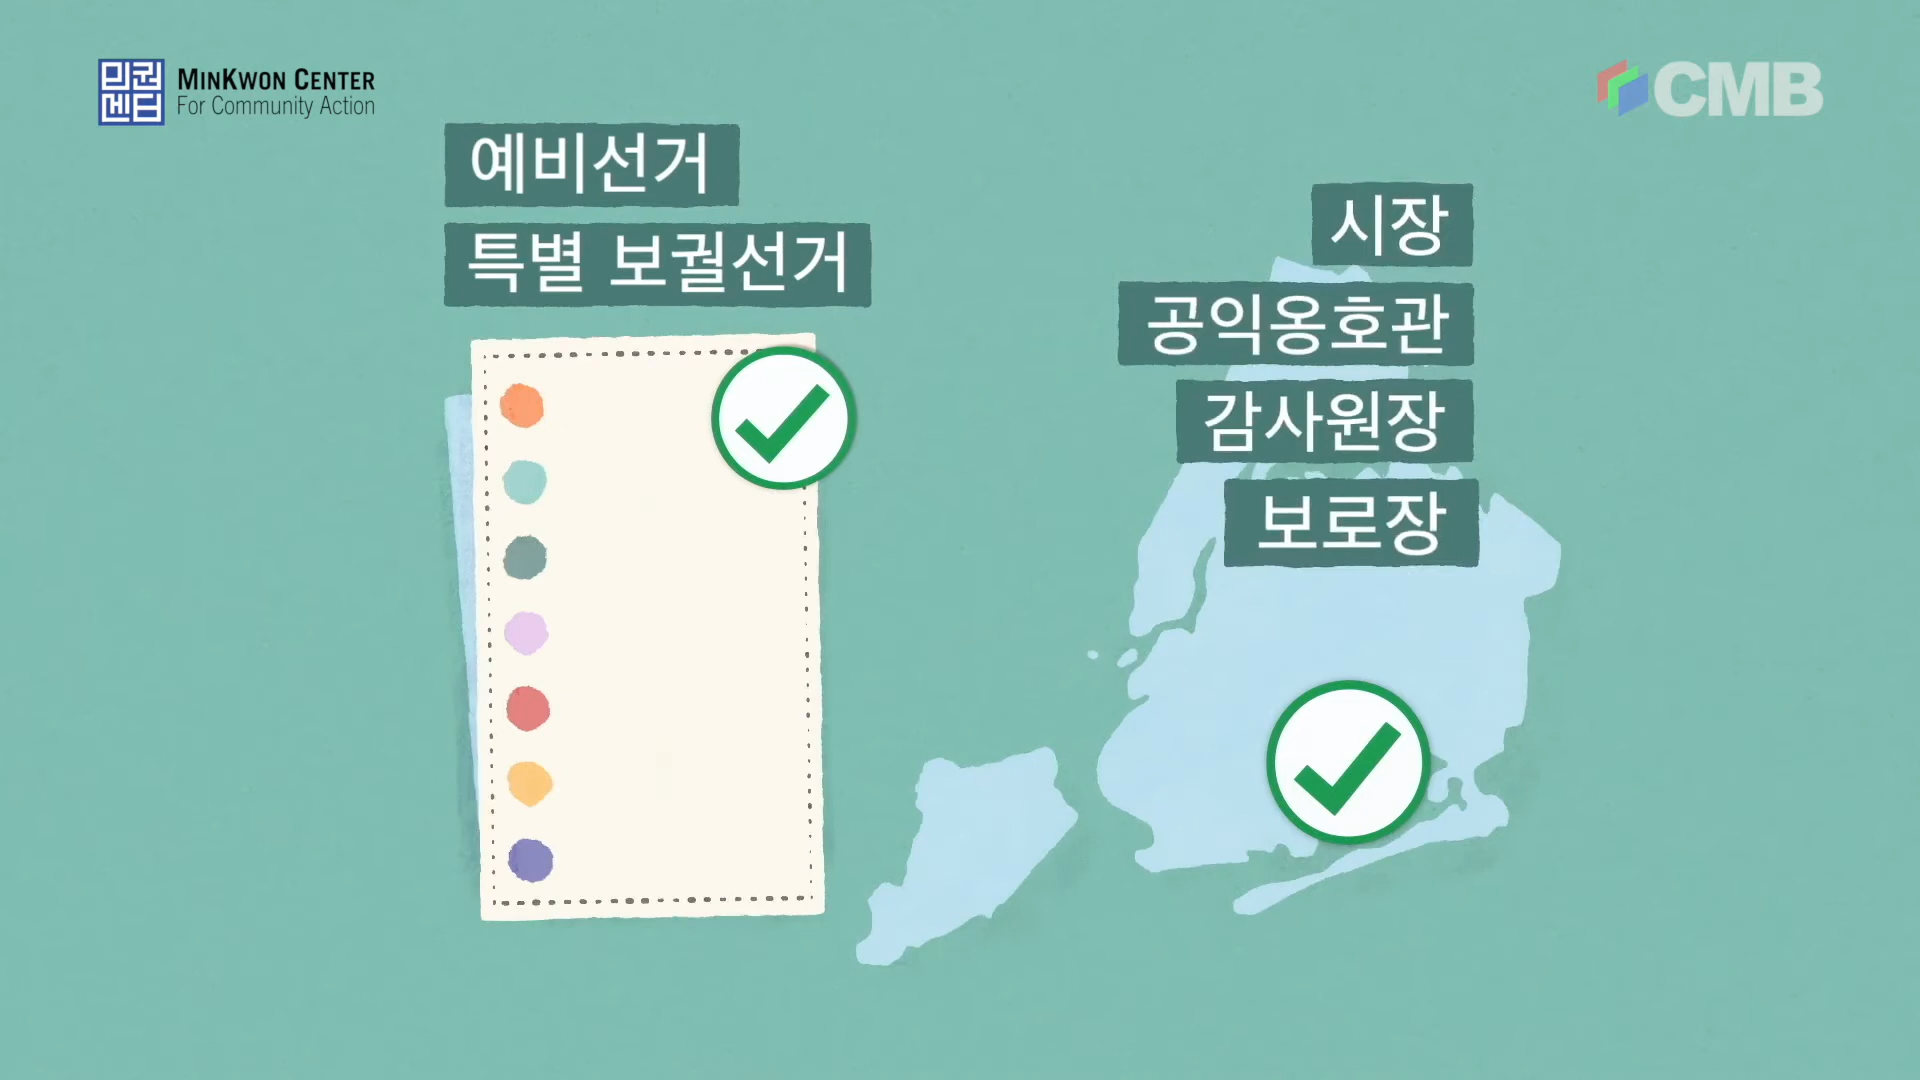 민권
센터
MINKWON CENTER
For Community Action
CMB
예비선거
특별 보궐선거
시장
공익옹호관
감사원장
보로장